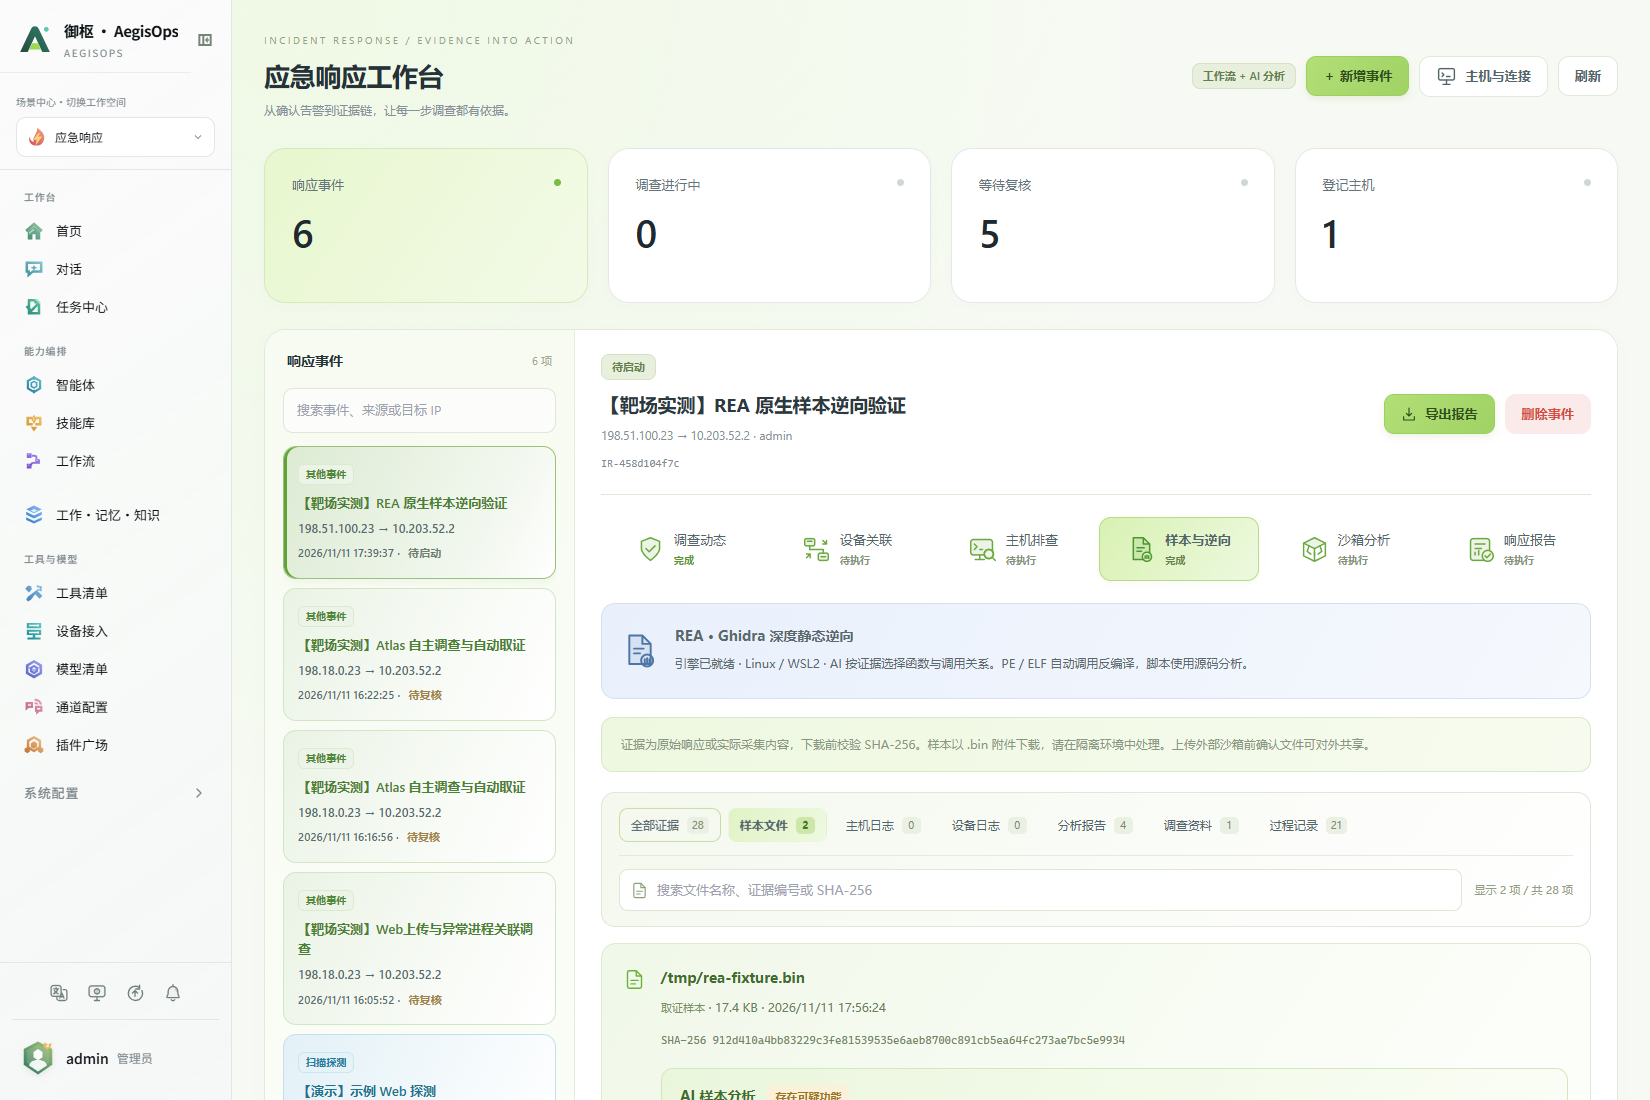 御枢 · AegisOps
AEGISOPS
场景中心 · 切换工作空间
应急响应
工作台
首页
对话
任务中心
能力编排
智能体
技能库
工作流
工作 · 记忆 · 知识
工具与模型
工具清单
设备接入
模型清单
通道配置
插件广场
系统配置
admin 管理员
INCIDENT RESPONSE / EVIDENCE INTO ACTION
应急响应工作台
从确认告警到证据链，让每一步调查都有依据。
工作流 + AI 分析
+ 新增事件
主机与连接
刷新
响应事件
6
调查进行中
0
等待复核
5
登记主机
1
响应事件
6 项
搜索事件、来源或目标 IP
其他事件
【靶场实测】REA 原生样本逆向验证
198.51.100.23 → 10.203.52.2
2026/11/11 17:39:37 · 待启动
其他事件
【靶场实测】Atlas 自主调查与自动取证
198.18.0.23 → 10.203.52.2
2026/11/11 16:22:25 · 待复核
其他事件
【靶场实测】Atlas 自主调查与自动取证
198.18.0.23 → 10.203.52.2
2026/11/11 16:16:56 · 待复核
其他事件
【靶场实测】Web上传与异常进程关联调
查
198.18.0.23 → 10.203.52.2
2026/11/11 16:05:52 · 待复核
扫描探测
【演示】示例 Web 探测
待启动
【靶场实测】REA 原生样本逆向验证
198.51.100.23 → 10.203.52.2 · admin
IR-458d104f7c
导出报告
删除事件
调查动态
完成
设备关联
待执行
主机排查
待执行
样本与逆向
完成
沙箱分析
待执行
响应报告
待执行
REA · Ghidra 深度静态逆向
引擎已就绪 · Linux / WSL2 · AI 按证据选择函数与调用关系。PE / ELF 自动调用反编译，脚本使用源码分析。
证据为原始响应或实际采集内容，下载前校验 SHA-256。样本以 .bin 附件下载，请在隔离环境中处理。上传外部沙箱前确认文件可对外共享。
全部证据 28
样本文件 2
主机日志 0
设备日志 0
分析报告 4
调查资料 1
过程记录 21
搜索文件名称、证据编号或 SHA-256
显示 2 项 / 共 28 项
/tmp/rea-fixture.bin
取证样本 · 17.4 KB · 2026/11/11 17:56:24
SHA-256 912d410a4bb83229c3fe81539535e6aeb8700c891cb5ea64fc273ae7bc5e9934
AI 样本分析 存在可疑功能